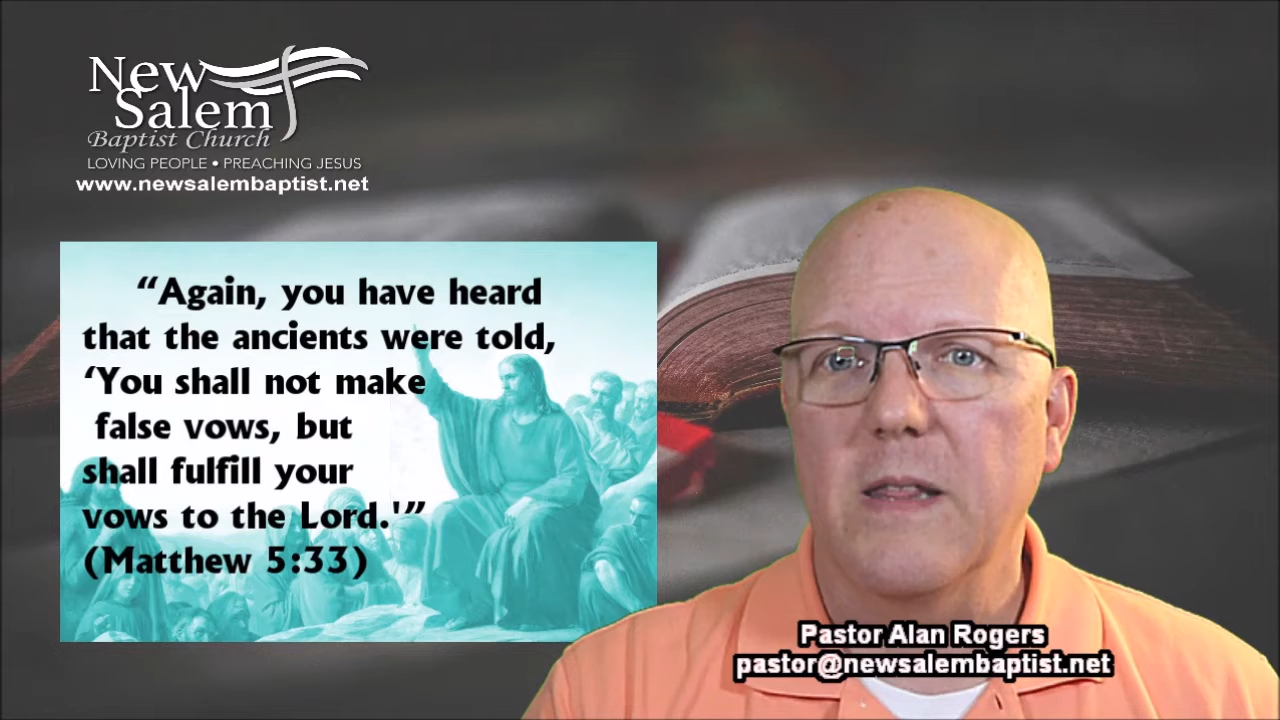 New
Salem
Baptist Church
LOVING PEOPLE • PREACHING JESUS
www.newsalembaptist.net
“Again, you have heard
that the ancients were told,
‘You shall not make
false vows, but
shall fulfill your
vows to the Lord.'”
(Matthew 5:33)
Pastor Alan Rogers
pastor@newsalembaptist.net